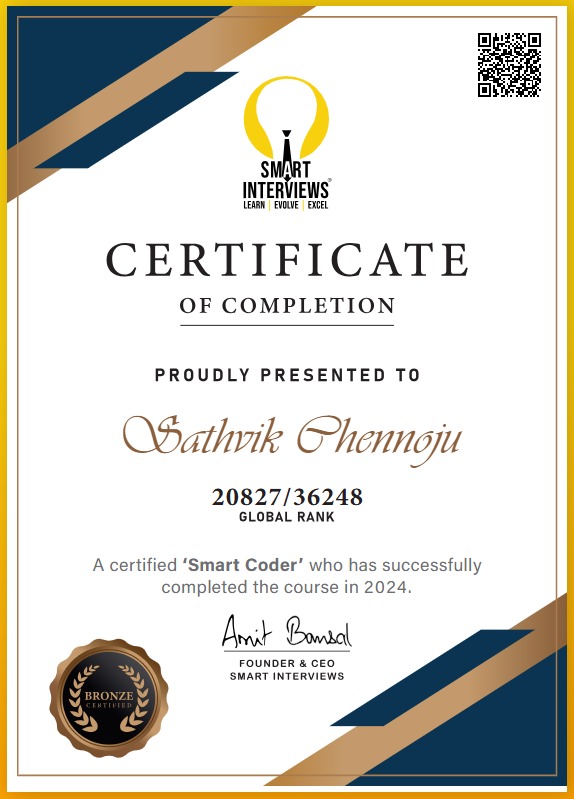 SMART
INTERVIEWS®
LEARN | EVOLVE | EXCEL
CERTIFICATE
OF COMPLETION
PROUDLY PRESENTED TO
Sathvik Chennoju
20827/36248
GLOBAL RANK
A certified ‘Smart Coder’ who has successfully
completed the course in 2024.
Amit Bansal
FOUNDER & CEO
SMART INTERVIEWS
BRONZE
CERTIFIED